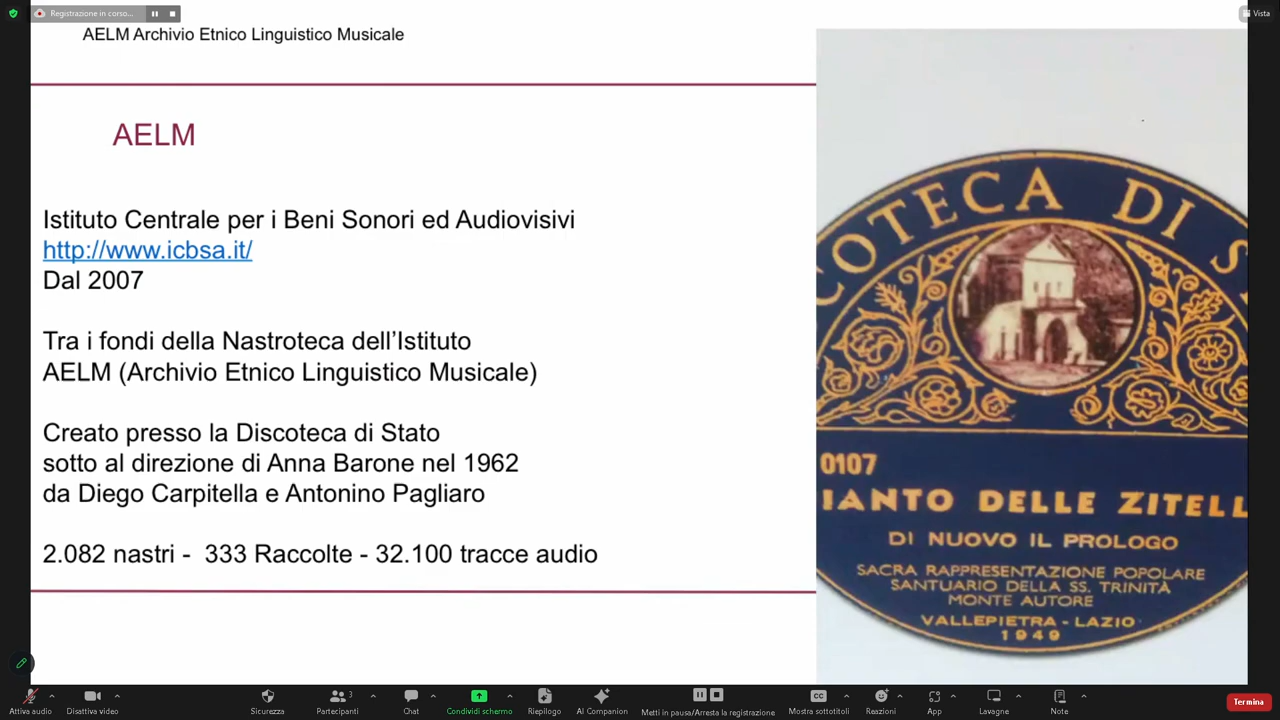 Registrazione in corso...
Vista
AELM Archivio Etnico Linguistico Musicale
AELM
Istituto Centrale per i Beni Sonori ed Audiovisivi
http://www.icbsa.it/
Dal 2007
Tra i fondi della Nastroteca dell'Istituto
AELM (Archivio Etnico Linguistico Musicale)
Creato presso la Discoteca di Stato
sotto al direzione di Anna Barone nel 1962
da Diego Carpitella e Antonino Pagliaro
2.082 nastri - 333 Raccolte - 32.100 tracce audio
COTECA DI S
0107
IANTO DELLE ZITELL
DI NUOVO IL PROLOGO
SACRA RAPPRESENTAZIONE POPOLARE
SANTUARIO DELLA SS. TRINITÀ
MONTE AUTORE
VALLEPIETRA - LAZIO
1949
3
CC
Attiva audio
Disattiva video
Sicurezza
Partecipanti
Chat
Condividi schermo
Riepilogo
AI Companion
Metti in pausa/Arresta la registrazione
Mostra sottotitoli
Reazioni
App
Lavagne
Note
Termina